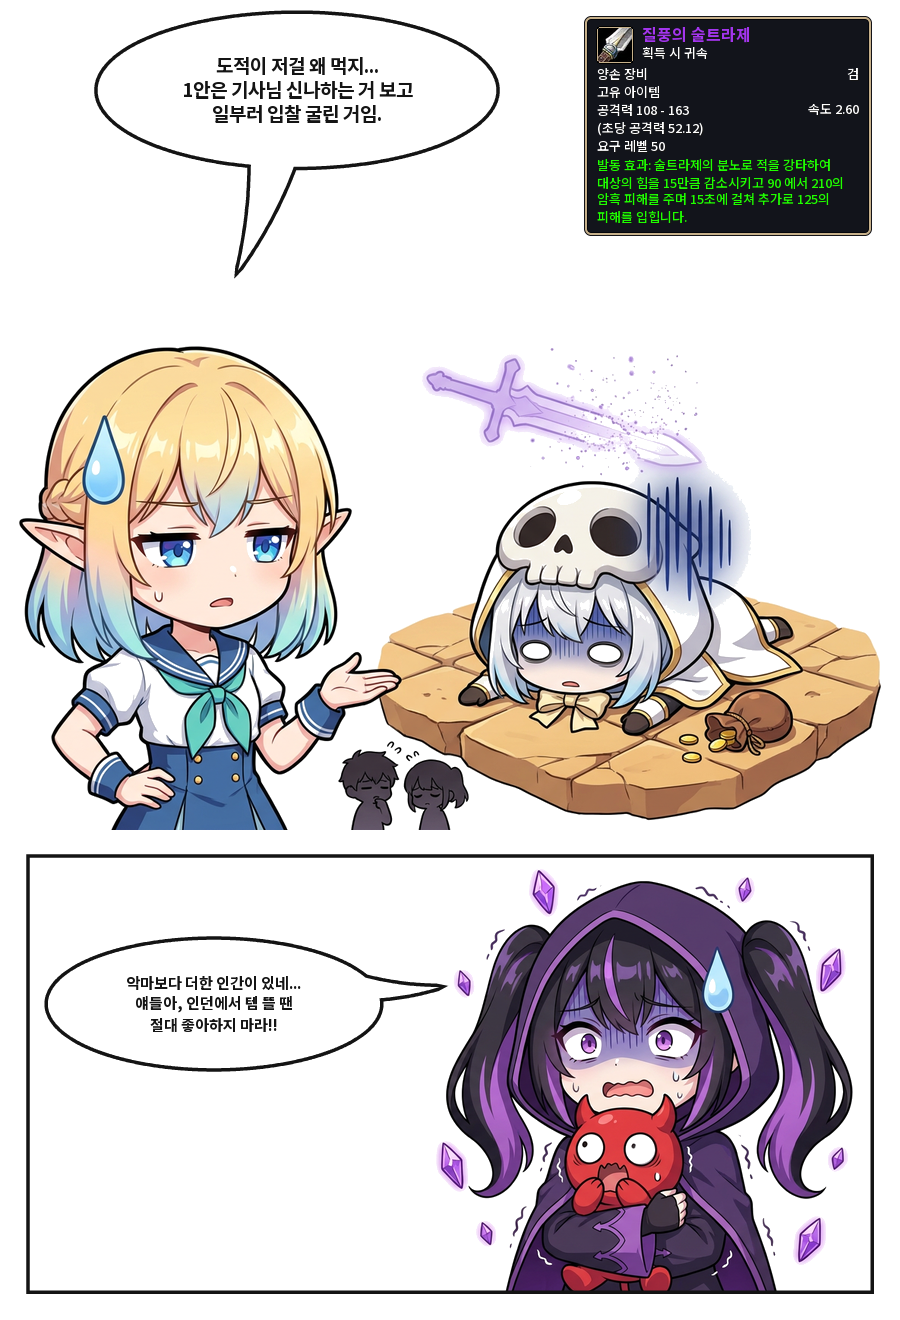 도적이 저걸 왜 먹지...
1안은 기사님 신나하는 거 보고
일부러 입찰 굴린 거임.
질풍의 술트라제
획득 시 귀속
양손 장비 검
고유 아이템
공격력 108 - 163 속도 2.60
(초당 공격력 52.12)
요구 레벨 50
발동 효과: 술트라제의 분노로 적을 강타하여
대상의 힘을 15만큼 감소시키고 90 에서 210의
암흑 피해를 주며 15초에 걸쳐 추가로 125의
피해를 입힙니다.
악마보다 더한 인간이 있네...
얘들아, 인던에서 템 뜰 땐
절대 좋아하지 마라!!